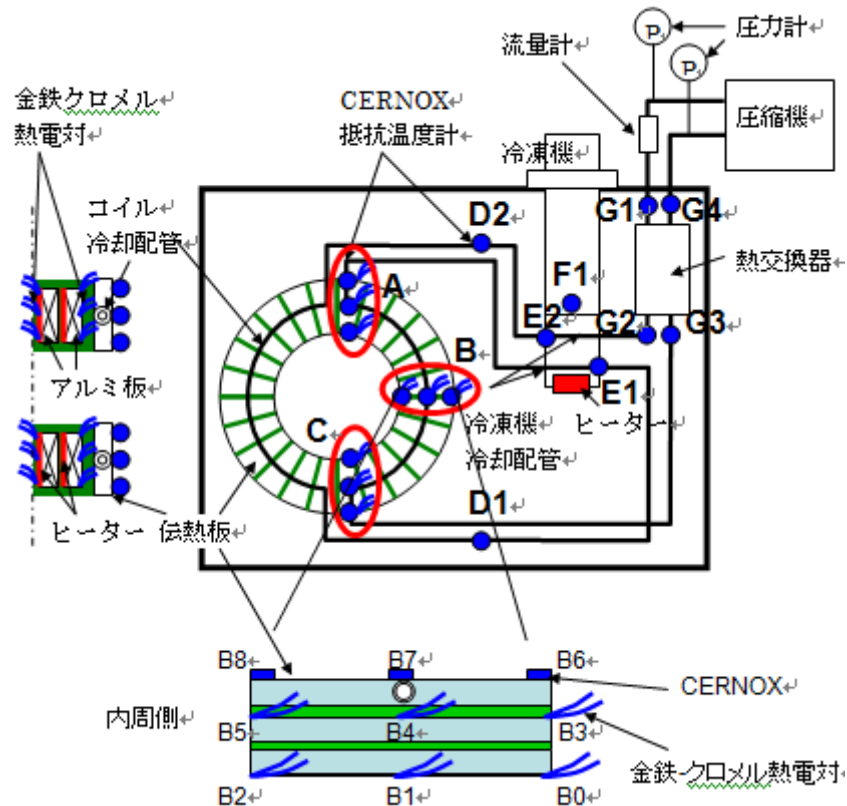 圧力計↵
P
P
流量計↵
圧縮機↵
金鉄クロメル↵
熱電対↵
CERNOX↵
抵抗温度計↵
冷凍機↵
コイル↵
冷却配管↵
D2↵
G1↵
G4↵
熱交換器↵
A↵
F1↵
E2↵
G2↵
G3↵
アルミ板↵
B↵
E1↵
C↵
冷凍機↵
冷却配管↵
ヒーター↵
D1↵
ヒーター 伝熱板↵
B8↵
B7↵
B6↵
CERNOX↵
内周側↵
B5↵
B4↵
B3↵
金鉄-クロメル熱電対↵
B2↵
B1↵
B0↵